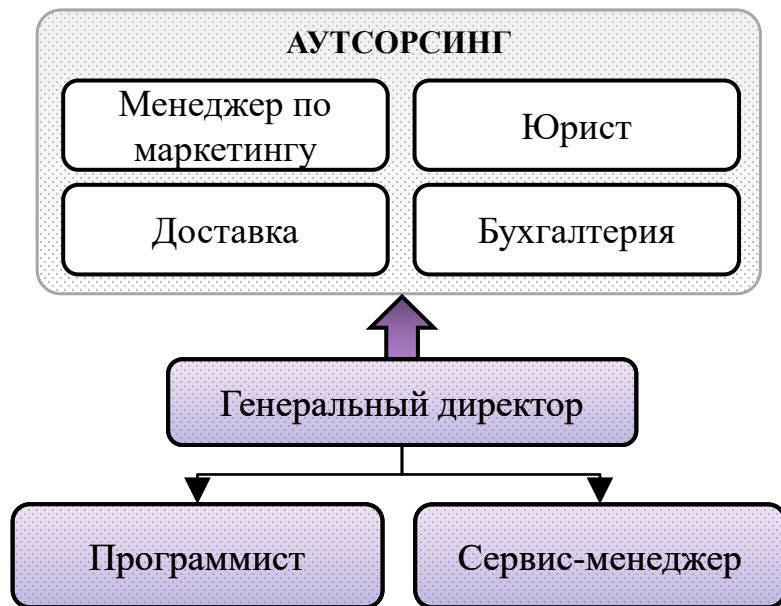 АУТСОРСИНГ
Менеджер по
маркетингу
Юрист
Доставка
Бухгалтерия
Генеральный директор
Программист
Сервис-менеджер